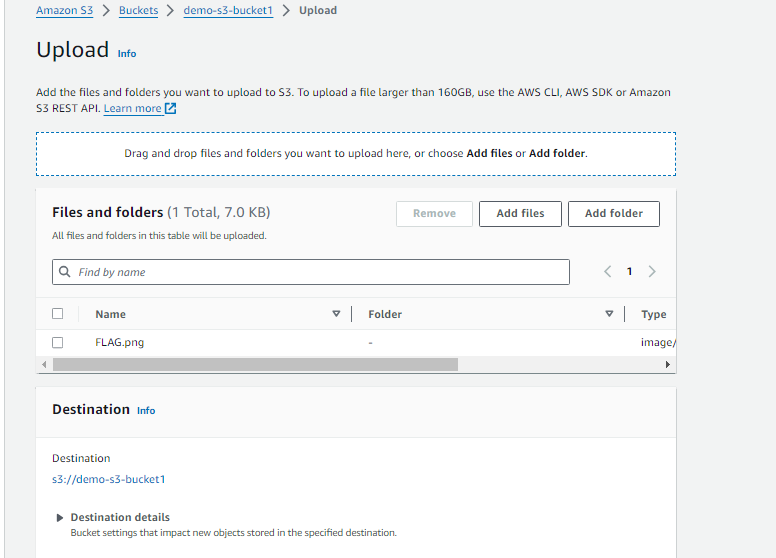 Amazon S3 > Buckets > demo-s3-bucket1 > Upload
Upload Info
Add the files and folders you want to upload to S3. To upload a file larger than 160GB, use the AWS CLI, AWS SDK or Amazon
S3 REST API. Learn more
Drag and drop files and folders you want to upload here, or choose Add files or Add folder.
Files and folders (1 Total, 7.0 KB)
Remove Add files Add folder
All files and folders in this table will be uploaded.
Find by name
1
Name Folder Type
FLAG.png - image/
Destination Info
Destination
s3://demo-s3-bucket1
Destination details
Bucket settings that impact new objects stored in the specified destination.